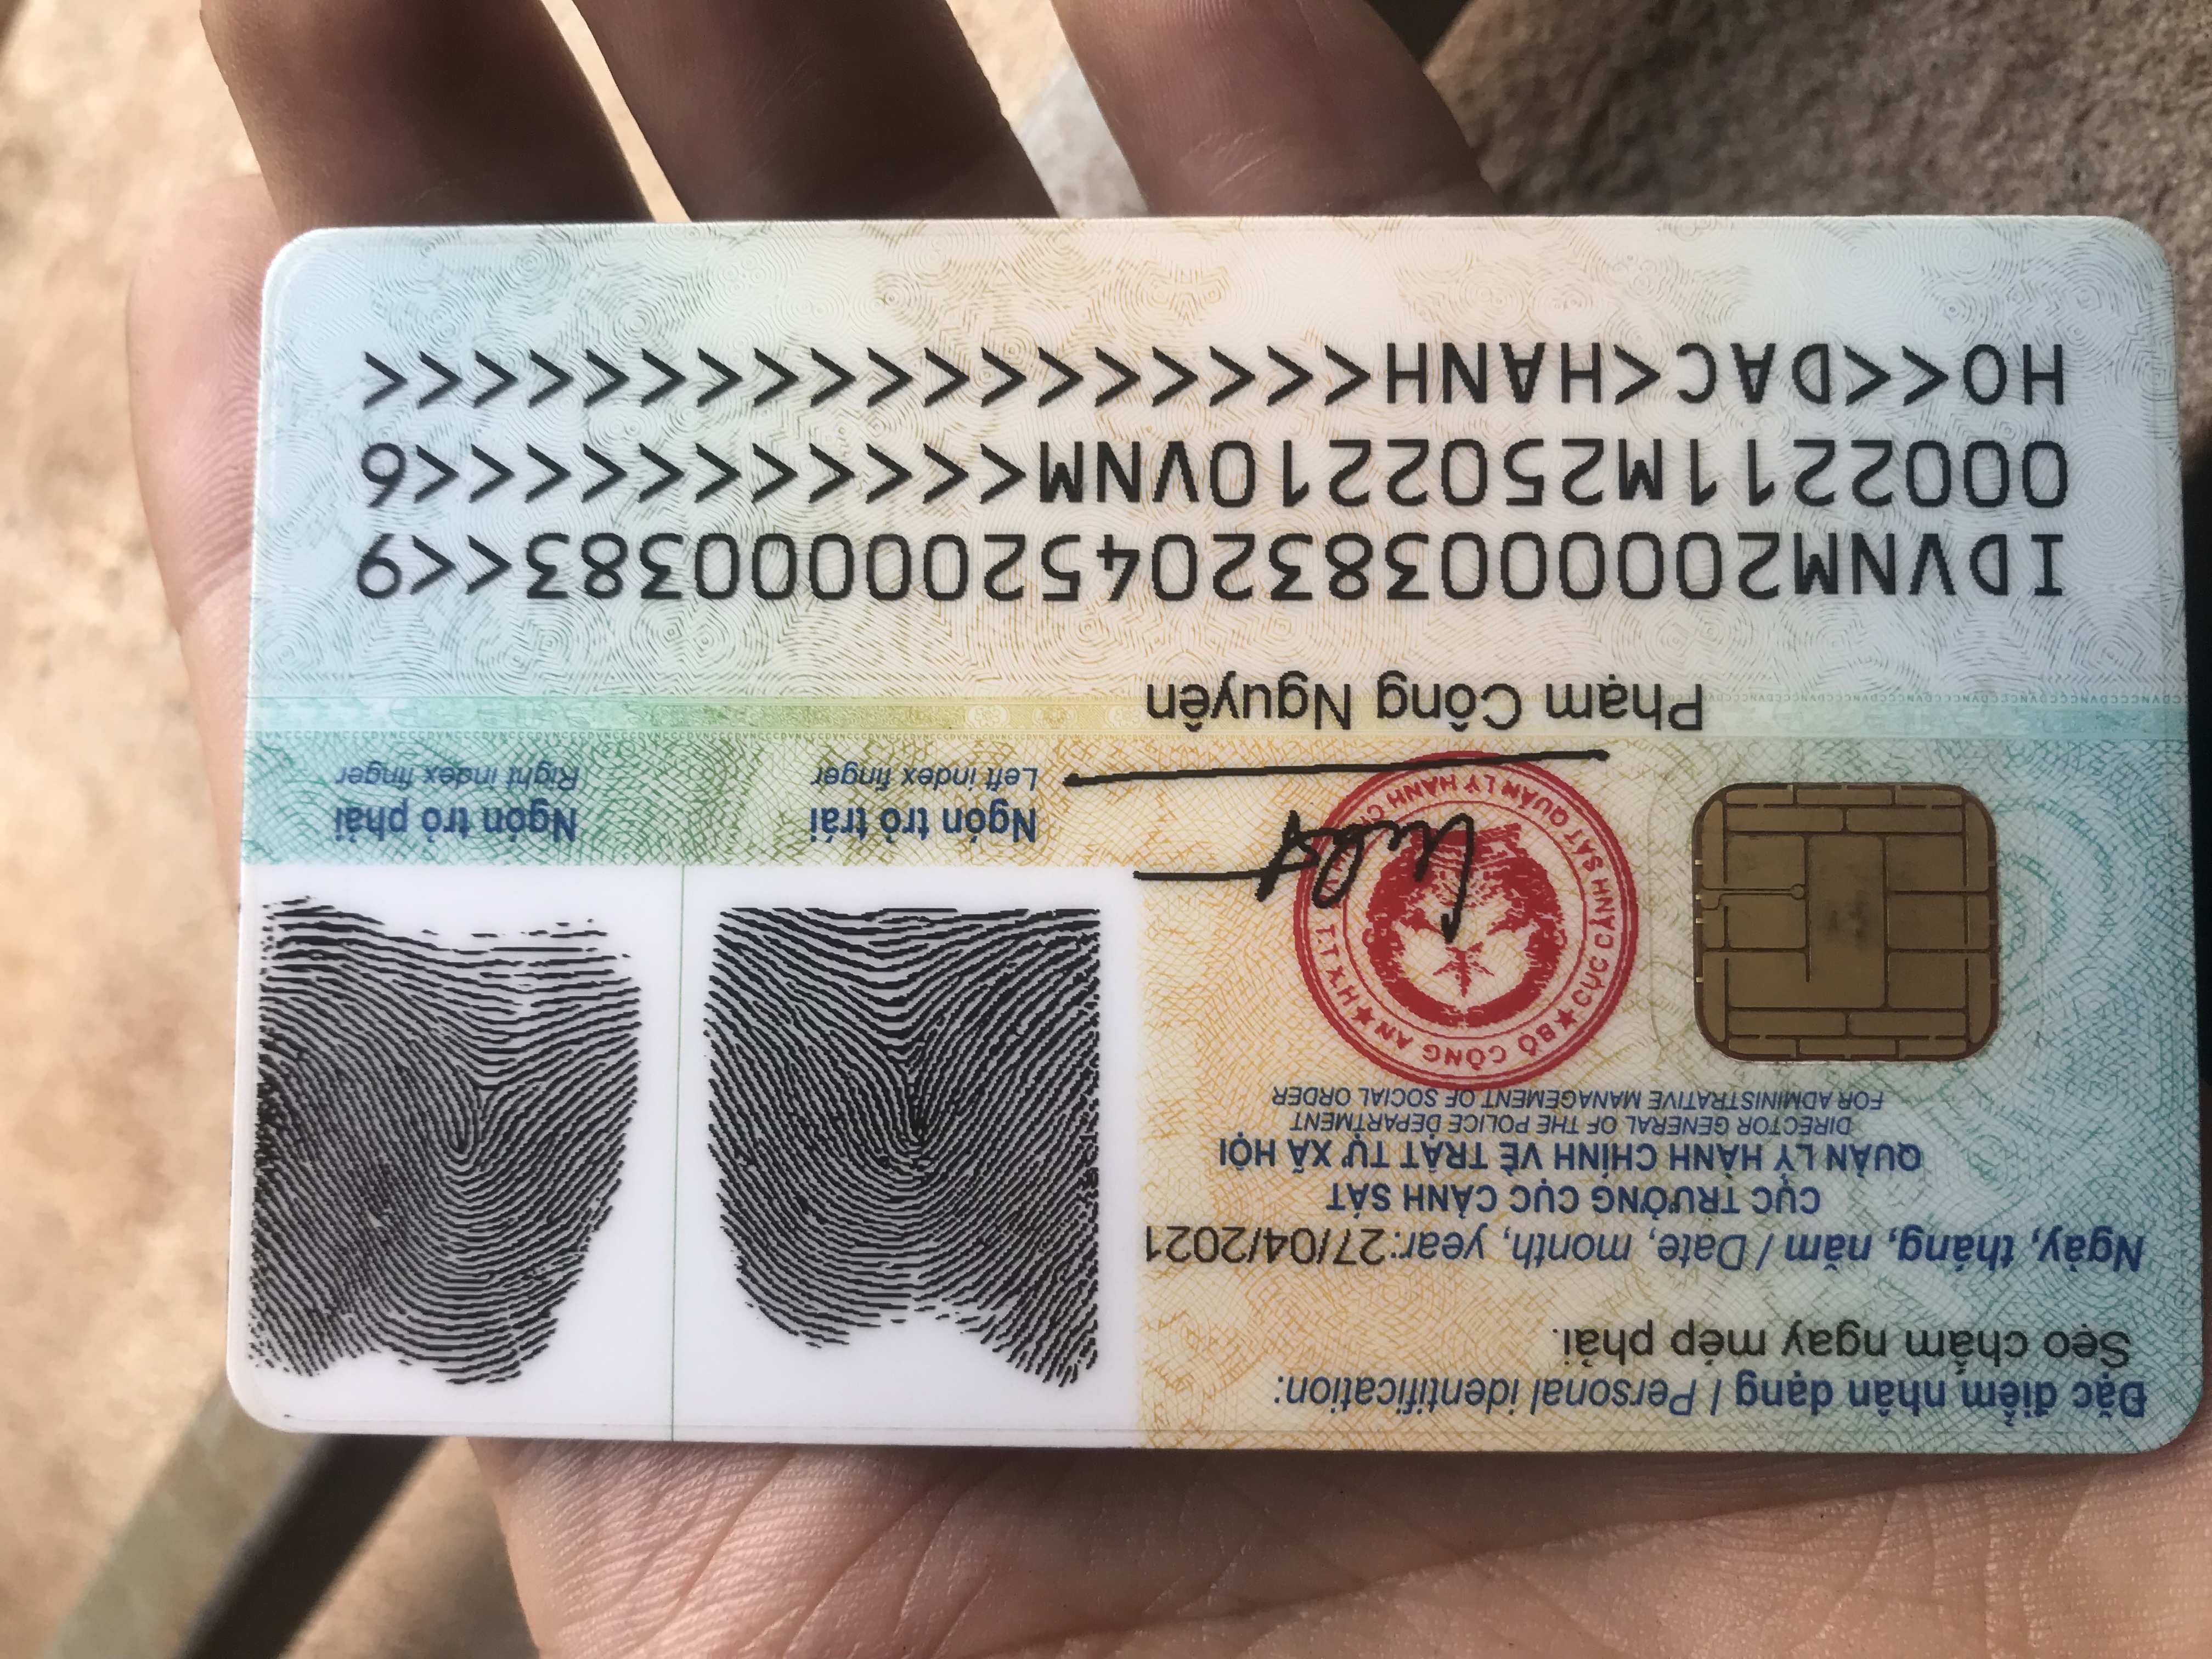 Đặc điểm nhân dạng / Personal identification:
Sẹo chấm ngay mép phải.
Ngày, tháng, năm / Date, month, year: 27/04/2021
CỤC TRƯỞNG CỤC CẢNH SÁT
QUẢN LÝ HÀNH CHÍNH VỀ TRẬT TỰ XÃ HỘI
DIRECTOR GENERAL OF THE POLICE DEPARTMENT
FOR ADMINISTRATIVE MANAGEMENT OF SOCIAL ORDER
★ BỘ CÔNG AN ★
CỤC CẢNH SÁT QUẢN LÝ HÀNH C
T.T XH
Phạm Công Nguyên
Ngón trỏ trái
Left index finger
Ngón trỏ phải
Right index finger
IDVNM2000003832045200000383<<9
0002211M2502210VNM<<<<<<<<<<<6
HO<<DAC<HANH<<<<<<<<<<<<<<<<<<